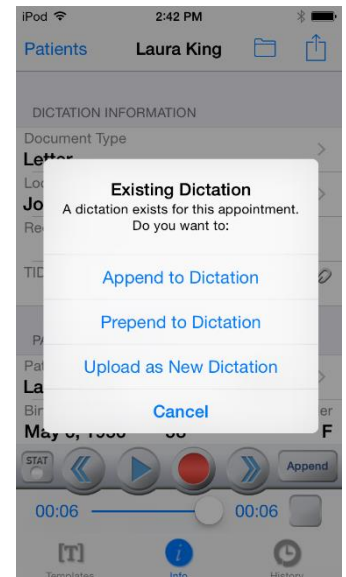 iPod 2:42 PM
Patients Laura King
DICTATION INFORMATION
Document Type
Letter
Existing Dictation
A dictation exists for this appointment.
Do you want to:
Append to Dictation
Prepend to Dictation
Upload as New Dictation
Cancel
STAT Append
00:06 00:06
[T] i
Templates Info History